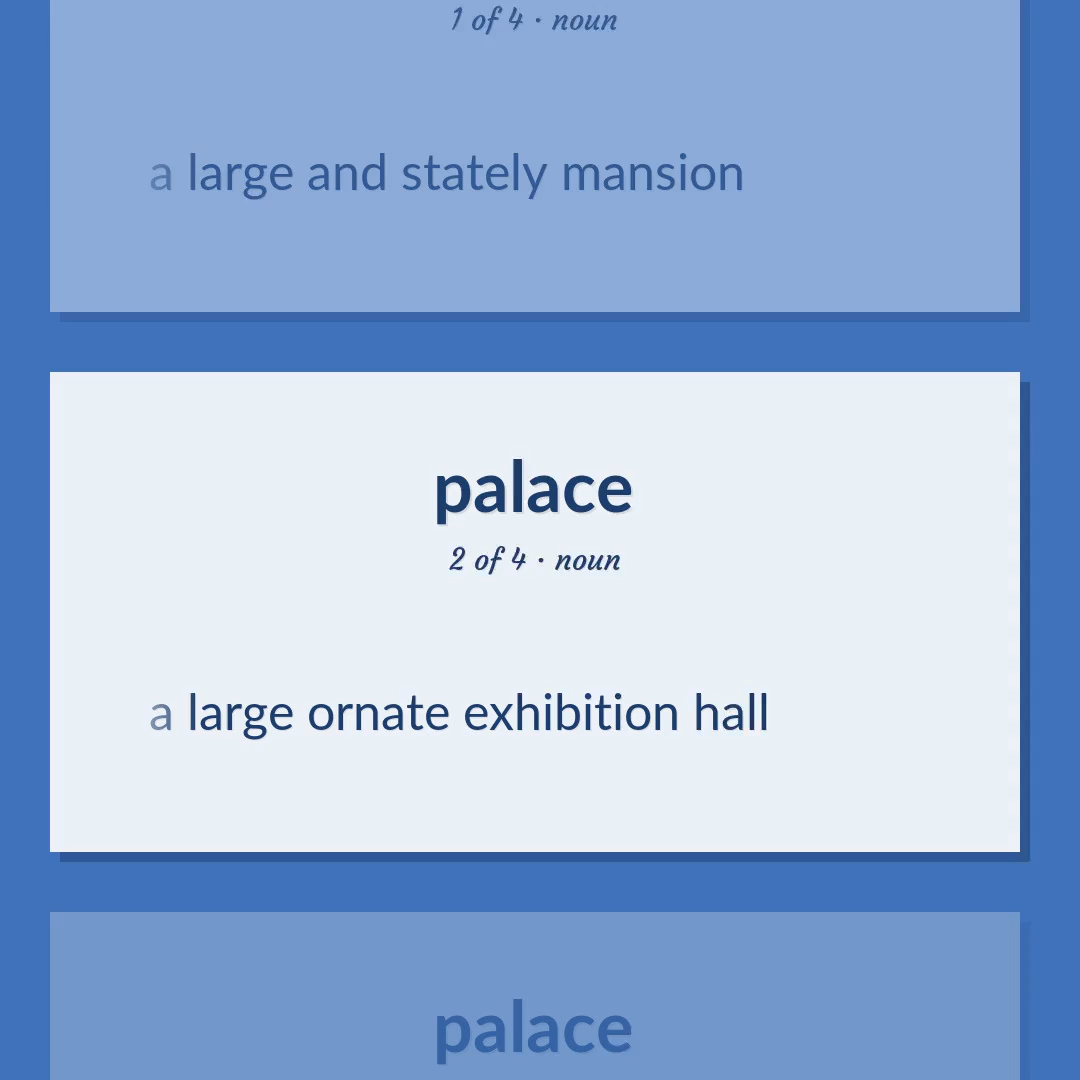 1 of 4 · noun
a large and stately mansion
palace
2 of 4 · noun
a large ornate exhibition hall
palace